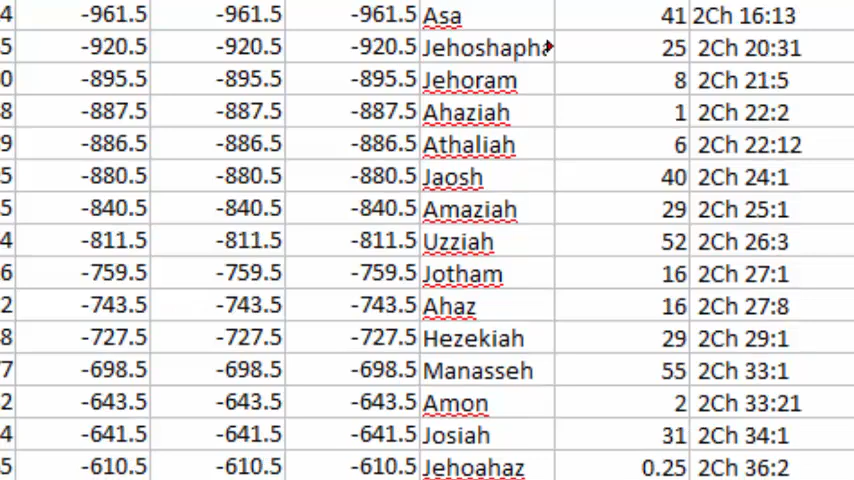 4 -961.5 -961.5 -961.5 Asa 41 2Ch 16:13
5 -920.5 -920.5 -920.5 Jehoshapha 25 2Ch 20:31
0 -895.5 -895.5 -895.5 Jehoram 8 2Ch 21:5
8 -887.5 -887.5 -887.5 Ahaziah 1 2Ch 22:2
9 -886.5 -886.5 -886.5 Athaliah 6 2Ch 22:12
5 -880.5 -880.5 -880.5 Jaosh 40 2Ch 24:1
5 -840.5 -840.5 -840.5 Amaziah 29 2Ch 25:1
4 -811.5 -811.5 -811.5 Uzziah 52 2Ch 26:3
6 -759.5 -759.5 -759.5 Jotham 16 2Ch 27:1
2 -743.5 -743.5 -743.5 Ahaz 16 2Ch 27:8
8 -727.5 -727.5 -727.5 Hezekiah 29 2Ch 29:1
7 -698.5 -698.5 -698.5 Manasseh 55 2Ch 33:1
2 -643.5 -643.5 -643.5 Amon 2 2Ch 33:21
4 -641.5 -641.5 -641.5 Josiah 31 2Ch 34:1
5 -610.5 -610.5 -610.5 Jehoahaz 0.25 2Ch 36:2